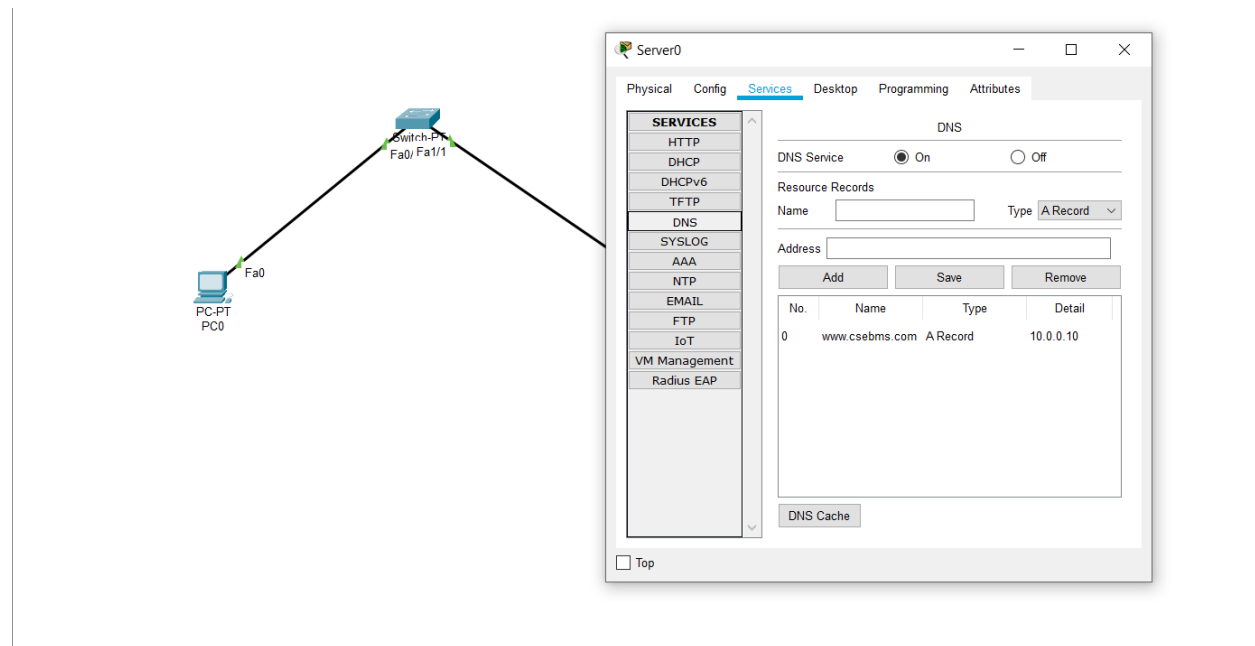 Switch-PT
Fa0/ Fa1/1
Fa0
PC-PT
PC0
Server0
Physical Config Services Desktop Programming Attributes
SERVICES
HTTP
DHCP
DHCPv6
TFTP
DNS
SYSLOG
AAA
NTP
EMAIL
FTP
IoT
VM Management
Radius EAP
DNS
DNS Service On Off
Resource Records
Name Type A Record
Address
Add Save Remove
No. Name Type Detail
0 www.csebms.com A Record 10.0.0.10
DNS Cache
Top